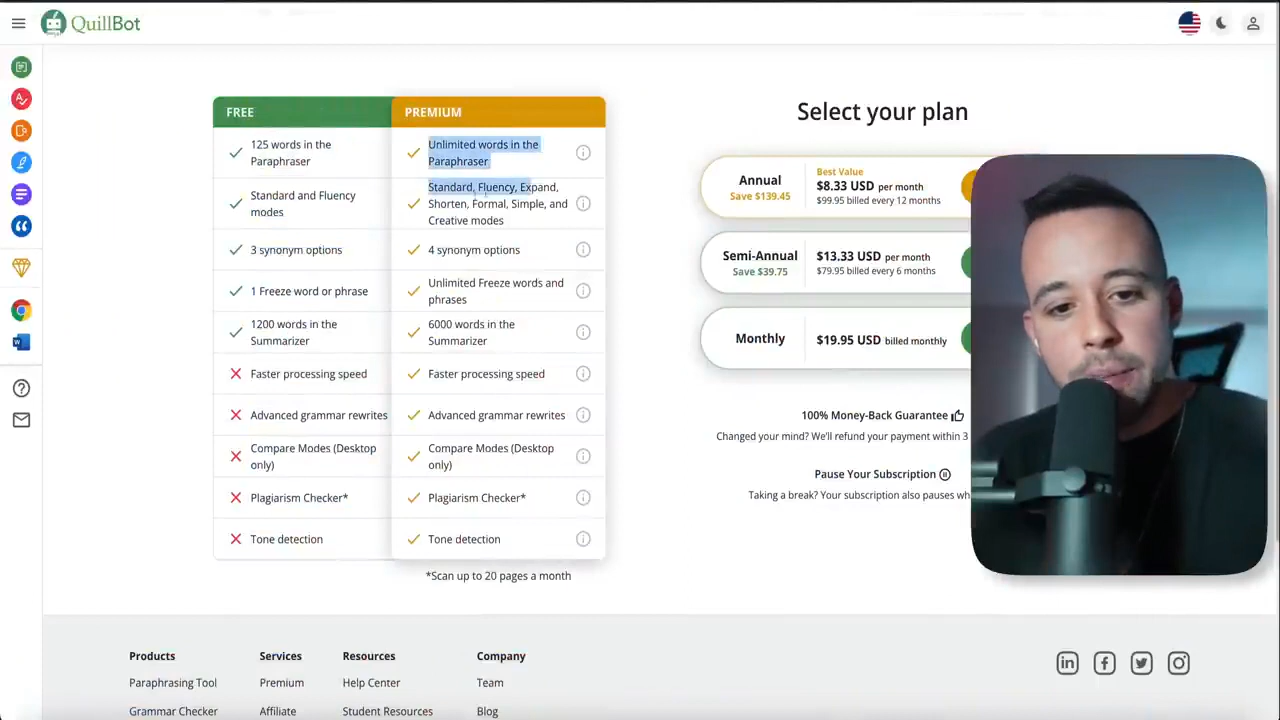 QuillBot
FREE
PREMIUM
125 words in the
Paraphraser
Unlimited words in the
Paraphraser
Standard and Fluency
modes
Standard, Fluency, Expand,
Shorten, Formal, Simple, and
Creative modes
3 synonym options
4 synonym options
1 Freeze word or phrase
Unlimited Freeze words and
phrases
1200 words in the
Summarizer
6000 words in the
Summarizer
Faster processing speed
Faster processing speed
Advanced grammar rewrites
Advanced grammar rewrites
Compare Modes (Desktop
only)
Compare Modes (Desktop
only)
Plagiarism Checker*
Plagiarism Checker*
Tone detection
Tone detection
*Scan up to 20 pages a month
Select your plan
Annual
Save $139.45
Best Value
$8.33 USD per month
$99.95 billed every 12 months
Semi-Annual
Save $39.75
$13.33 USD per month
$79.95 billed every 6 months
Monthly
$19.95 USD billed monthly
100% Money-Back Guarantee
Changed your mind? We'll refund your payment within 3
Pause Your Subscription
Taking a break? Your subscription also pauses
Products
Services
Resources
Company
Paraphrasing Tool
Premium
Help Center
Team
Grammar Checker
Affiliate
Student Resources
Blog